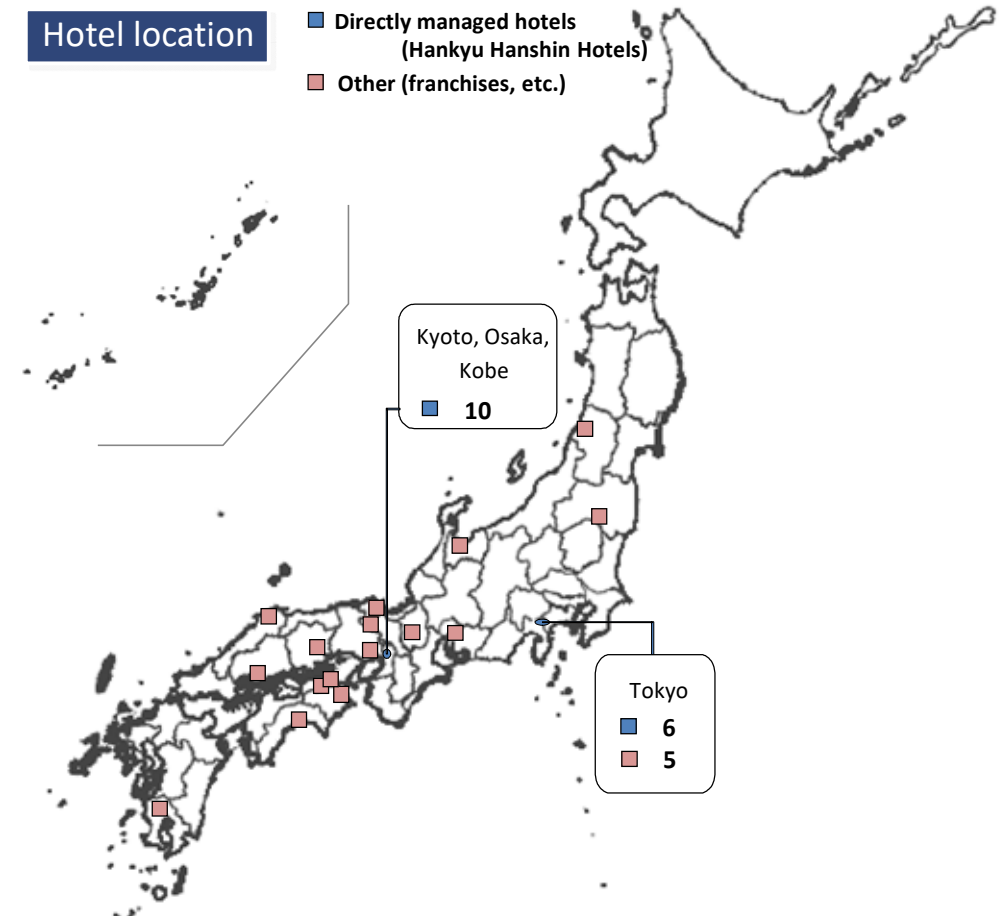 Hotel location
Directly managed hotels
(Hankyu Hanshin Hotels)
Other (franchises, etc.)
Kyoto, Osaka,
Kobe
10
Tokyo
6
5